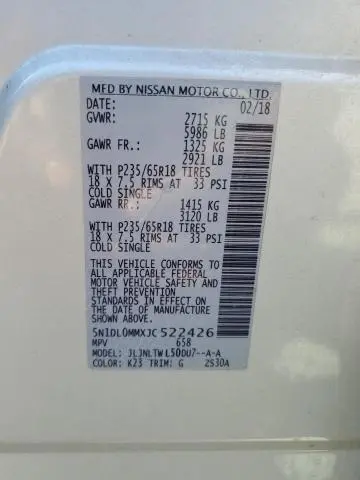 MFD BY NISSAN MOTOR CO., LTD.
DATE: 02/18
GVWR: 2715 KG
5986 LB
GAWR FR.: 1325 KG
2921 LB
WITH P235/65R18 TIRES
18 X 7.5 RIMS AT 33 PSI
COLD SINGLE
GAWR RR.: 1415 KG
3120 LB
WITH P235/65R18 TIRES
18 X 7.5 RIMS AT 33 PSI
COLD SINGLE
THIS VEHICLE CONFORMS TO
ALL APPLICABLE FEDERAL
MOTOR VEHICLE SAFETY AND
THEFT PREVENTION
STANDARDS IN EFFECT ON
THE DATE OF MANUFACTURE
SHOWN ABOVE.
5N1DL0MMXJC522426
MPV 658
MODEL: JLJNLTWL50DU7--A-A
COLOR: K23 TRIM: G 2S30A